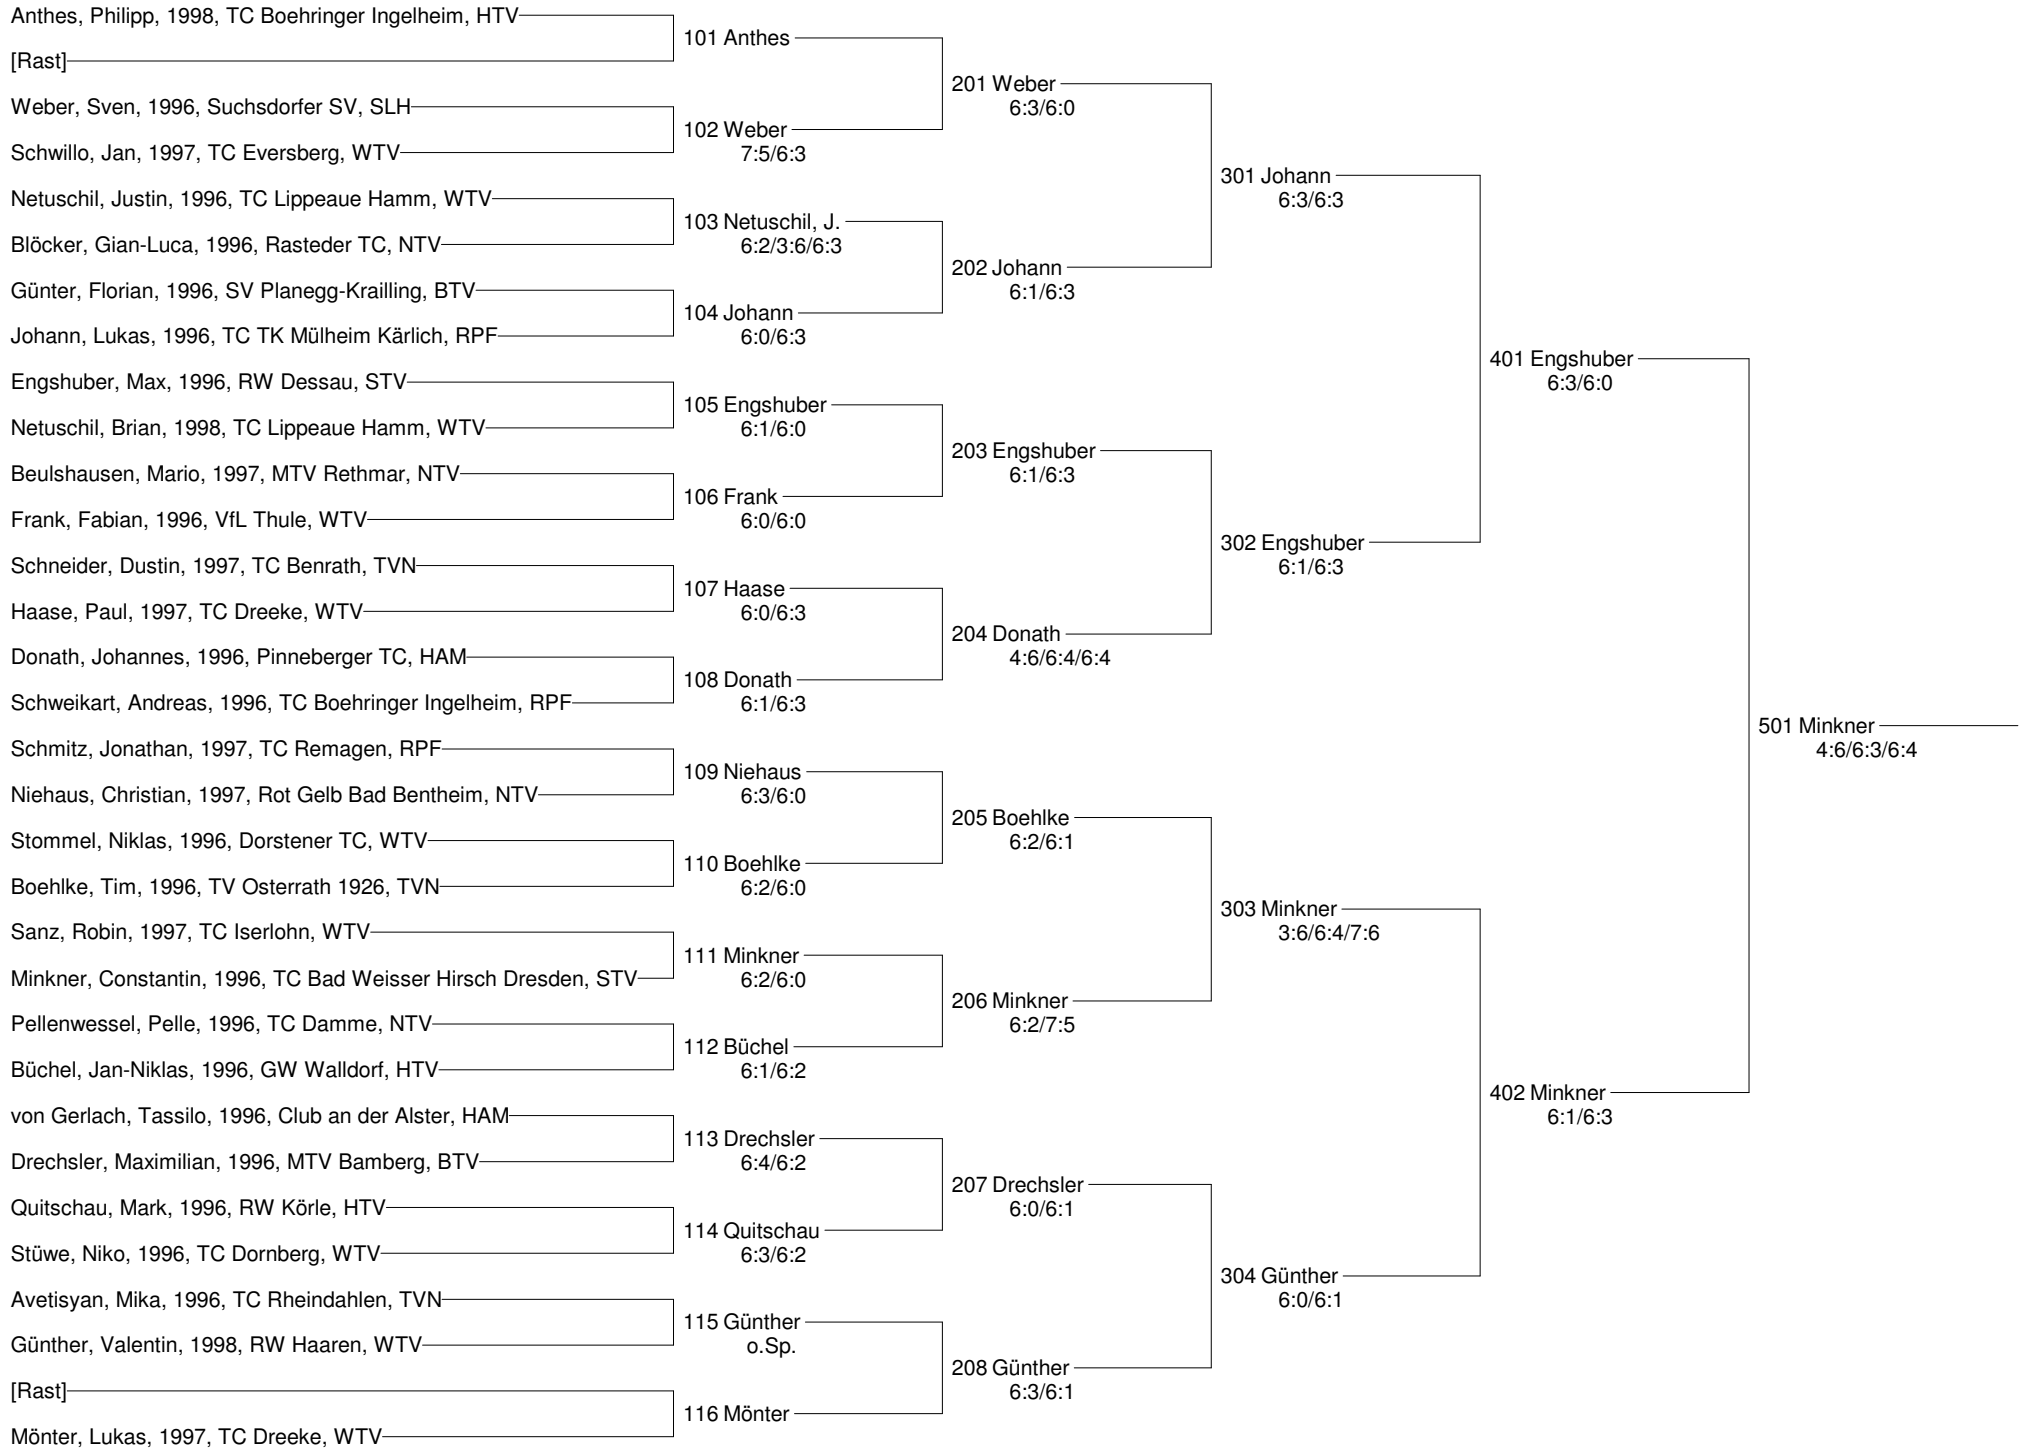 Anthes, Philipp, 1998, TC Boehringer Ingelheim, HTV
[Rast]
Weber, Sven, 1996, Suchsdorfer SV, SLH
Schwillo, Jan, 1997, TC Eversberg, WTV
Netuschil, Justin, 1996, TC Lippeaue Hamm, WTV
Blöcker, Gian-Luca, 1996, Rasteder TC, NTV
Günter, Florian, 1996, SV Planegg-Krailling, BTV
Johann, Lukas, 1996, TC TK Mülheim Kärlich, RPF
Engshuber, Max, 1996, RW Dessau, STV
Netuschil, Brian, 1998, TC Lippeaue Hamm, WTV
Beulshausen, Mario, 1997, MTV Rethmar, NTV
Frank, Fabian, 1996, VfL Thule, WTV
Schneider, Dustin, 1997, TC Benrath, TVN
Haase, Paul, 1997, TC Dreeke, WTV
Donath, Johannes, 1996, Pinneberger TC, HAM
Schweikart, Andreas, 1996, TC Boehringer Ingelheim, RPF
Schmitz, Jonathan, 1997, TC Remagen, RPF
Niehaus, Christian, 1997, Rot Gelb Bad Bentheim, NTV
Stommel, Niklas, 1996, Dorstener TC, WTV
Boehlke, Tim, 1996, TV Osterrath 1926, TVN
Sanz, Robin, 1997, TC Iserlohn, WTV
Minkner, Constantin, 1996, TC Bad Weisser Hirsch Dresden, STV
Pellenwessel, Pelle, 1996, TC Damme, NTV
Büchel, Jan-Niklas, 1996, GW Walldorf, HTV
von Gerlach, Tassilo, 1996, Club an der Alster, HAM
Drechsler, Maximilian, 1996, MTV Bamberg, BTV
Quitschau, Mark, 1996, RW Körle, HTV
Stüwe, Niko, 1996, TC Dornberg, WTV
Avetisyan, Mika, 1996, TC Rheindahlen, TVN
Günther, Valentin, 1998, RW Haaren, WTV
[Rast]
Mönter, Lukas, 1997, TC Dreeke, WTV
101 Anthes
102 Weber
7:5/6:3
103 Netuschil, J.
6:2/3:6/6:3
104 Johann
6:0/6:3
105 Engshuber
6:1/6:0
106 Frank
6:0/6:0
107 Haase
6:0/6:3
108 Donath
6:1/6:3
109 Niehaus
6:3/6:0
110 Boehlke
6:2/6:0
111 Minkner
6:2/6:0
112 Büchel
6:1/6:2
113 Drechsler
6:4/6:2
114 Quitschau
6:3/6:2
115 Günther
o.Sp.
116 Mönter
201 Weber
6:3/6:0
202 Johann
6:1/6:3
203 Engshuber
6:1/6:3
204 Donath
4:6/6:4/6:4
205 Boehlke
6:2/6:1
206 Minkner
6:2/7:5
207 Drechsler
6:0/6:1
208 Günther
6:3/6:1
301 Johann
6:3/6:3
302 Engshuber
6:1/6:3
303 Minkner
3:6/6:4/7:6
304 Günther
6:0/6:1
401 Engshuber
6:3/6:0
402 Minkner
6:1/6:3
501 Minkner
4:6/6:3/6:4